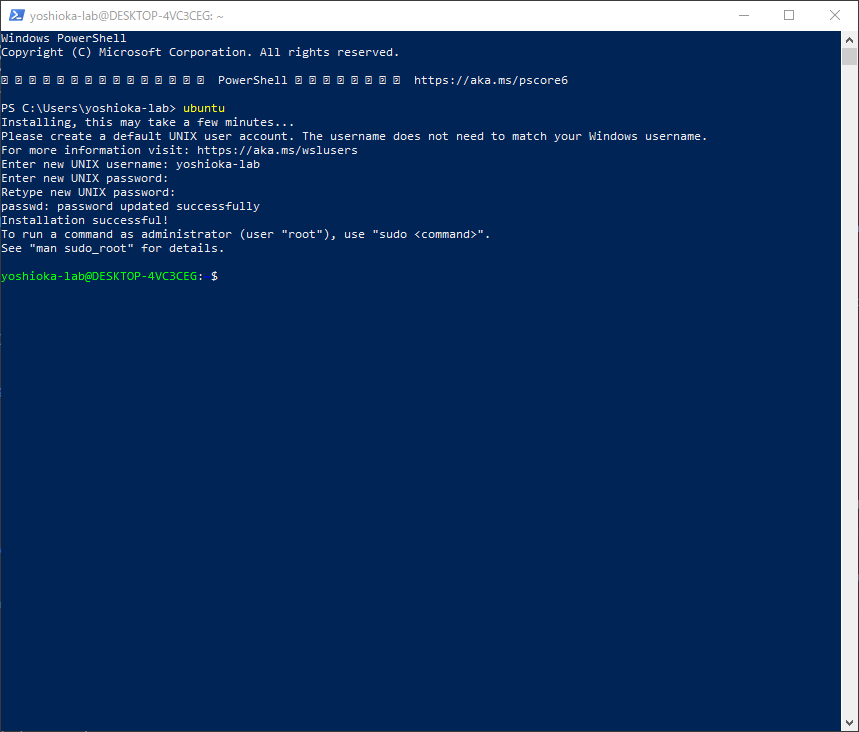 yoshioka-lab@DESKTOP-4VC3CEG: ~
Windows PowerShell
Copyright (C) Microsoft Corporation. All rights reserved.
PowerShell https://aka.ms/pscore6
PS C:\Users\yoshioka-lab> ubuntu
Installing, this may take a few minutes...
Please create a default UNIX user account. The username does not need to match your Windows username.
For more information visit: https://aka.ms/wslusers
Enter new UNIX username: yoshioka-lab
Enter new UNIX password:
Retype new UNIX password:
passwd: password updated successfully
Installation successful!
To run a command as administrator (user "root"), use "sudo <command>".
See "man sudo_root" for details.
yoshioka-lab@DESKTOP-4VC3CEG: $